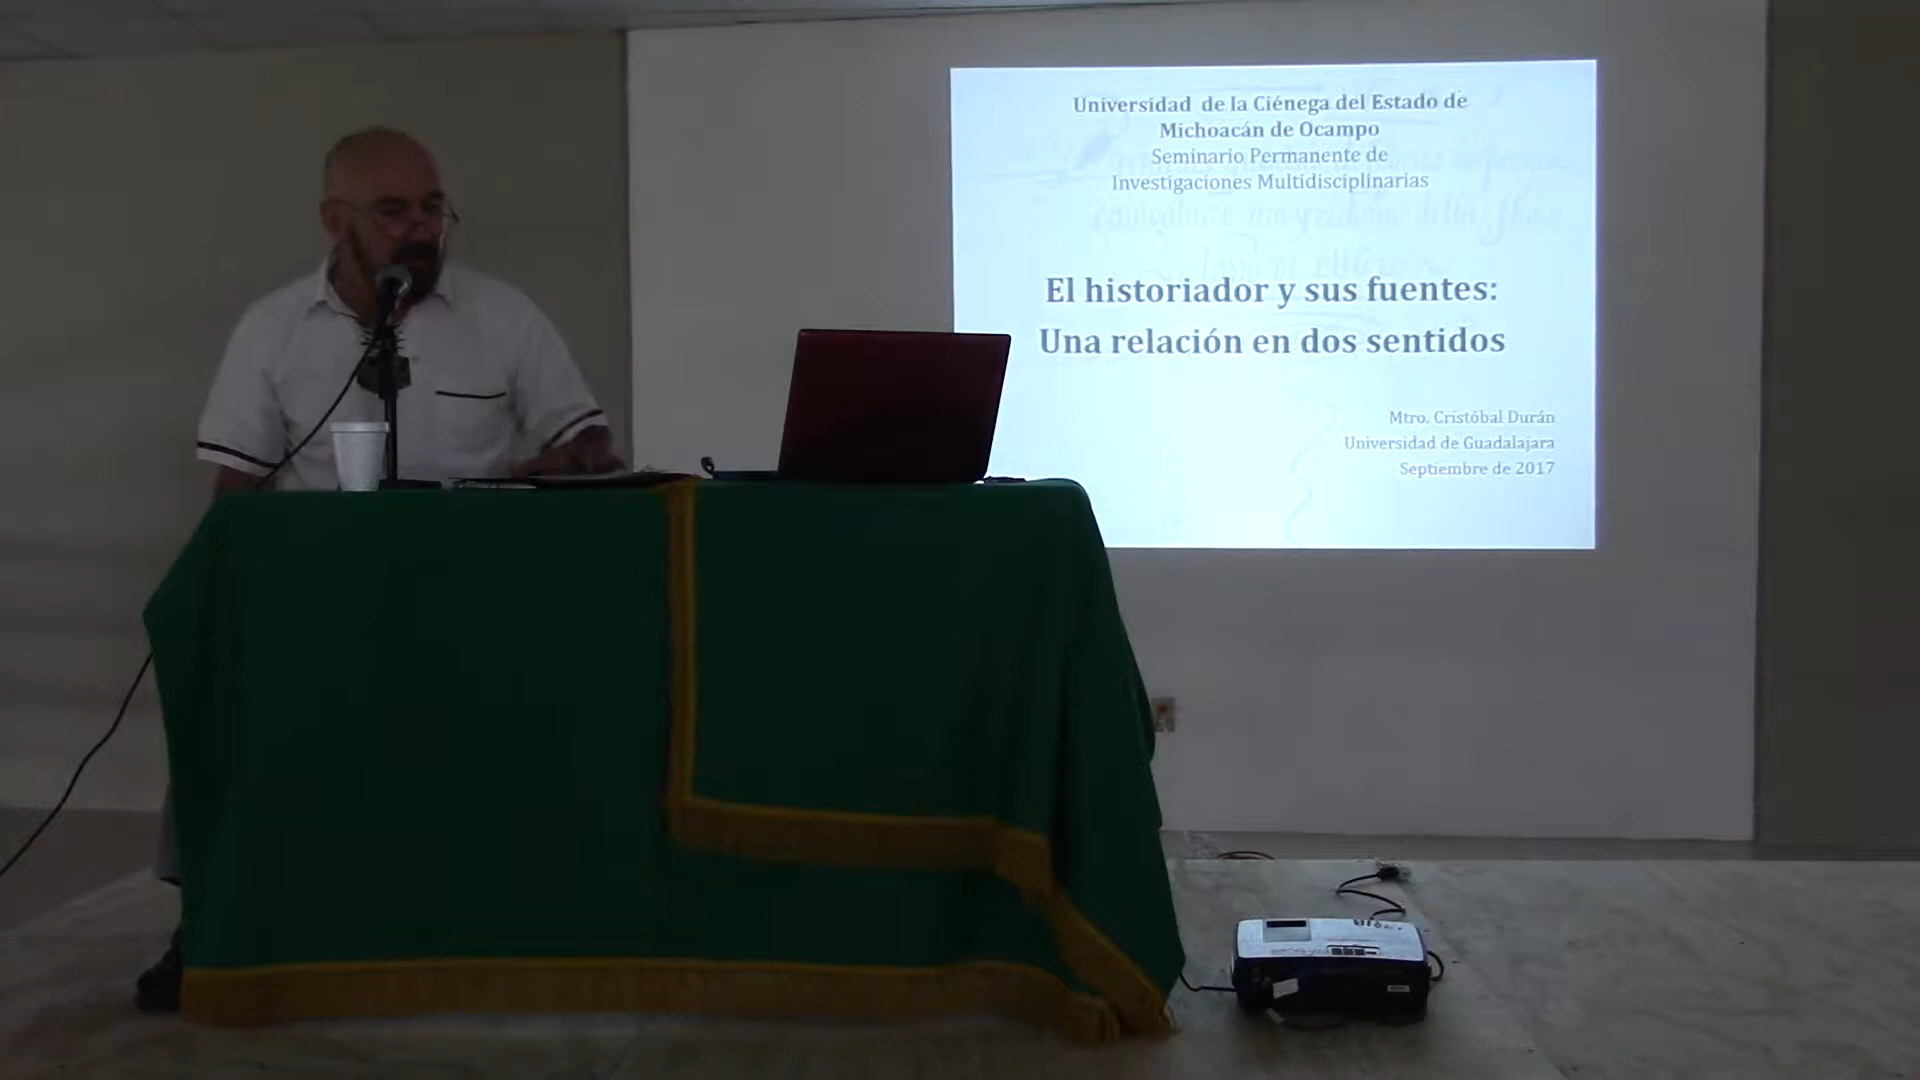 Universidad de la Ciénega del Estado de
Michoacán de Ocampo
Seminario Permanente de
Investigaciones Multidisciplinarias
El historiador y sus fuentes:
Una relación en dos sentidos
Mtro. Cristóbal Durán
Universidad de Guadalajara
Septiembre de 2017